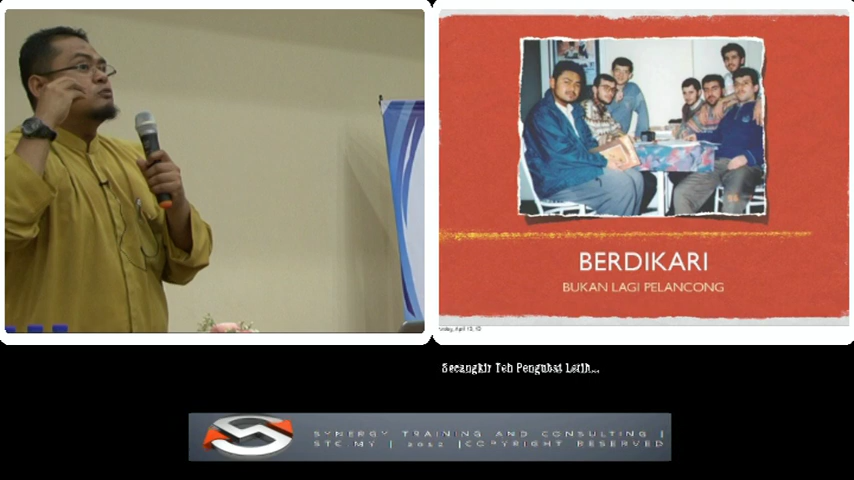 BERDIKARI
BUKAN LAGI PELANCONG
Secangkir Teh Pengubat Letih...
SYNERGY TRAINING AND CONSULTING |
STC.MY | 2012 |COPYRIGHT RESERVED